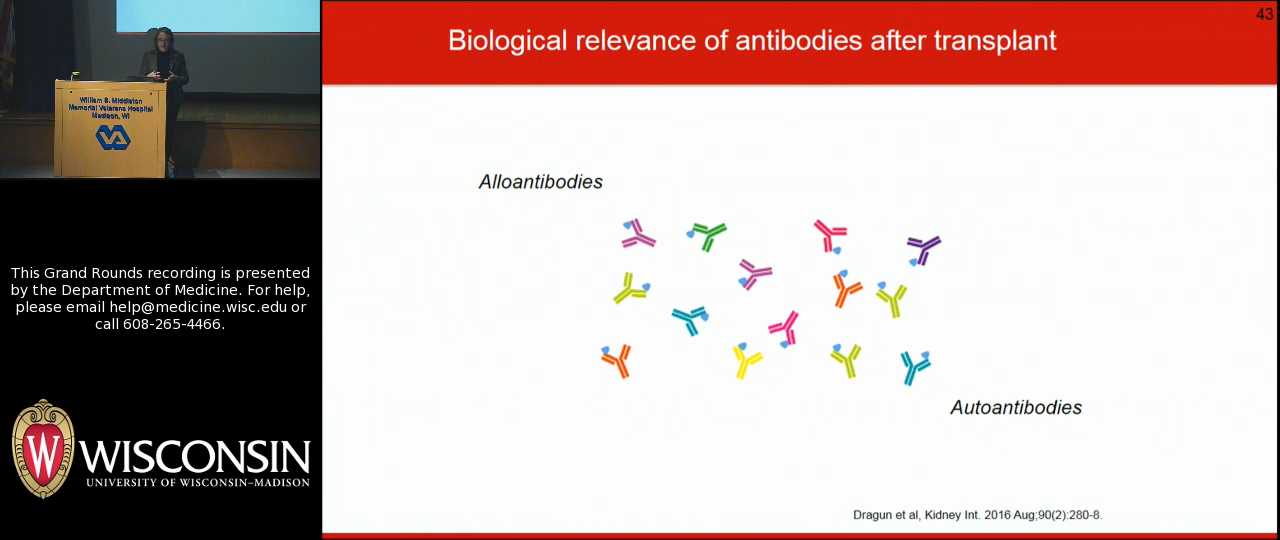 43
Biological relevance of antibodies after transplant
William S. Middleton
Memorial Veterans Hospital
Madison, WI
Alloantibodies
This Grand Rounds recording is presented
by the Department of Medicine. For help,
please email help@medicine.wisc.edu or
call 608-265-4466.
Autoantibodies
W WISCONSIN
UNIVERSITY OF WISCONSIN–MADISON
Dragun et al, Kidney Int. 2016 Aug;90(2):280-8.